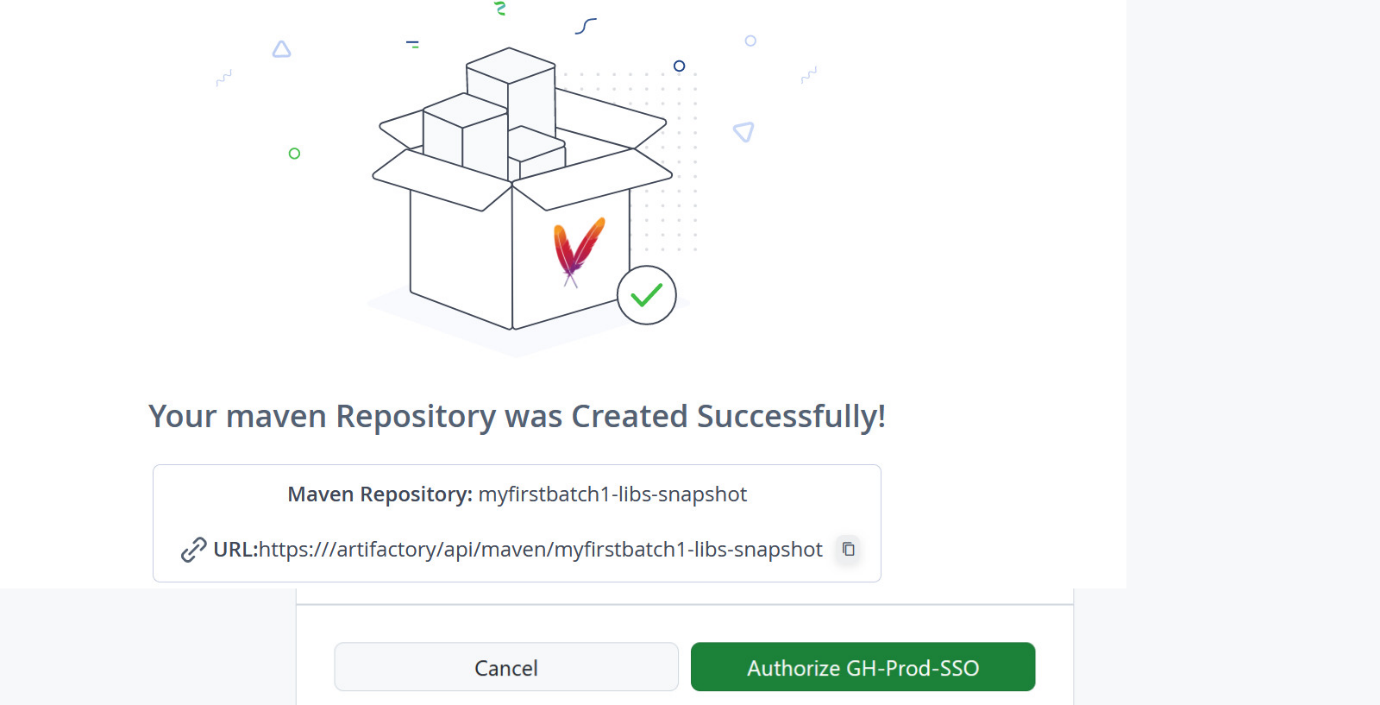 Your maven Repository was Created Successfully!
Maven Repository: myfirstbatch1-libs-snapshot
URL:https:///artifactory/api/maven/myfirstbatch1-libs-snapshot
Cancel
Authorize GH-Prod-SSO